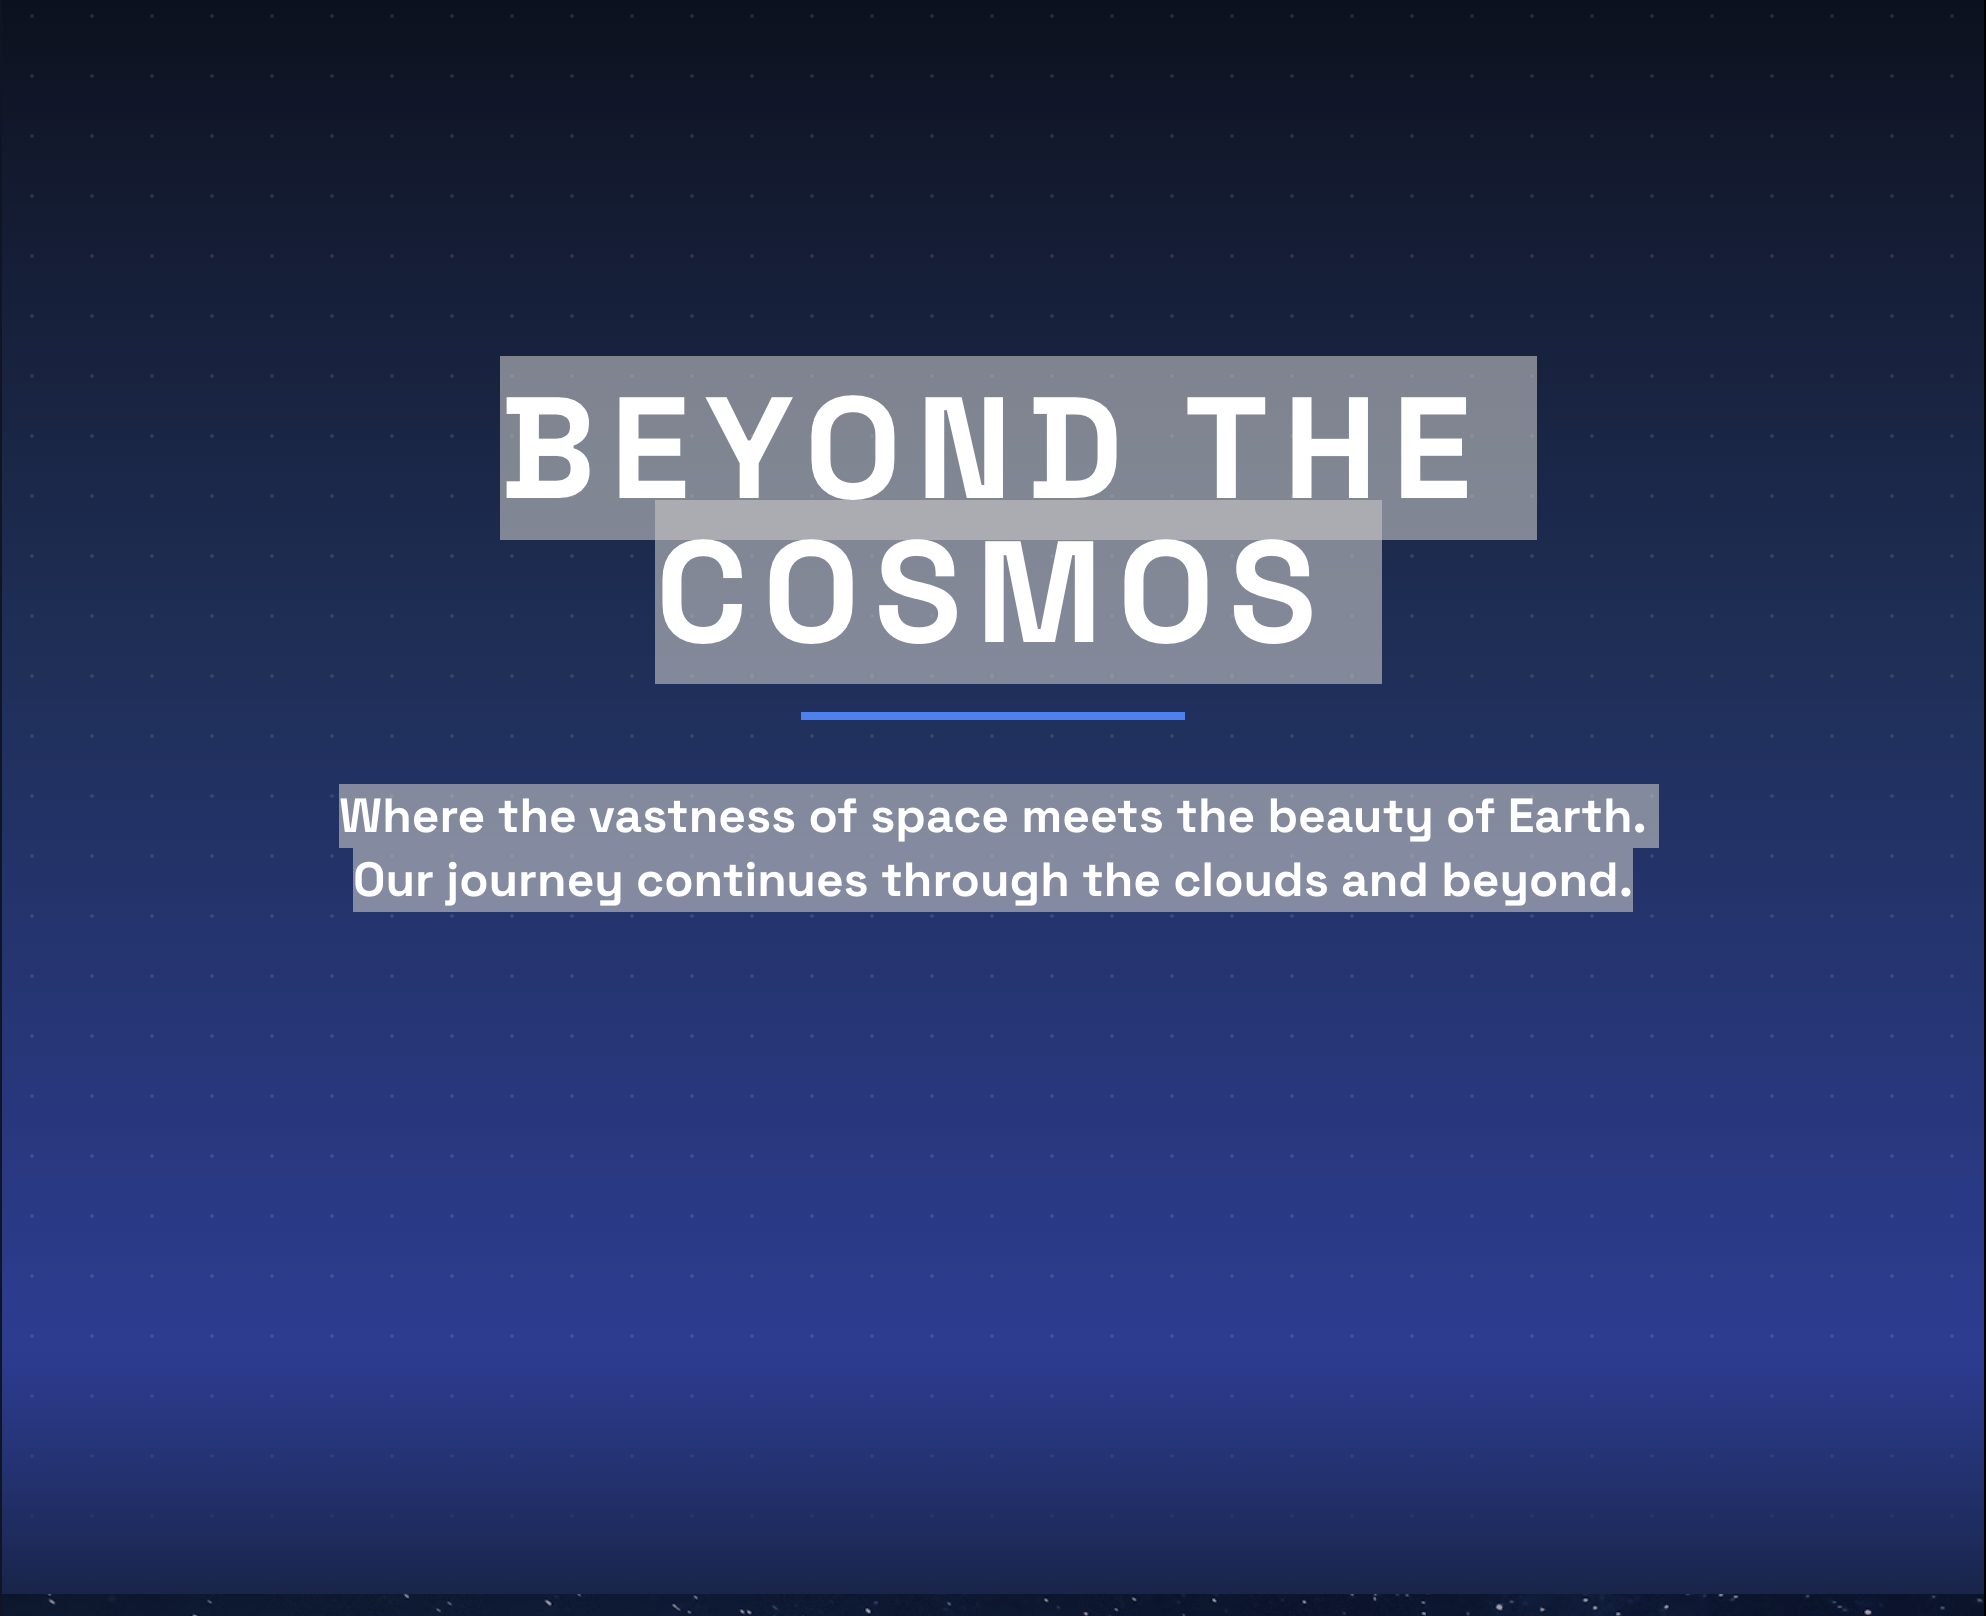 BEYOND THE
COSMOS
Where the vastness of space meets the beauty of Earth.
Our journey continues through the clouds and beyond.